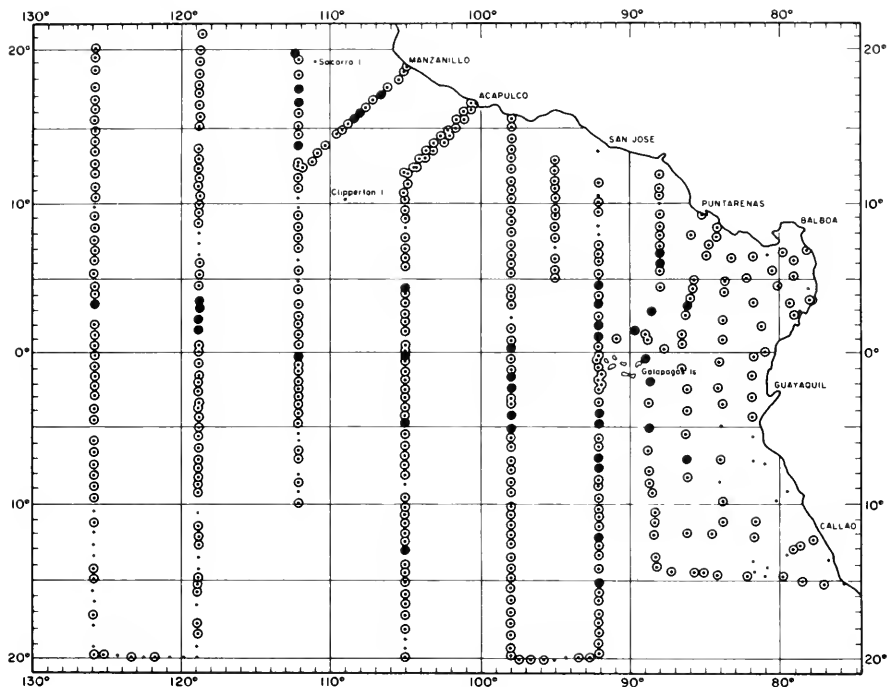 130° 120° 110° 100° 90° 80°
20° 20°
Socorro I
MANZANILLO
ACAPULCO
SAN JOSE
Clipperton I
10° 10°
PUNTARENAS
BALBOA
0° 0°
Galapagos Is
GUAYAQUIL
10° 10°
CALLAO
20° 20°
130° 120° 110° 100° 90° 80°